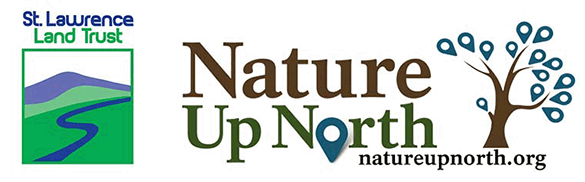 St. Lawrence
Land Trust
Nature
Up North
natureupnorth.org